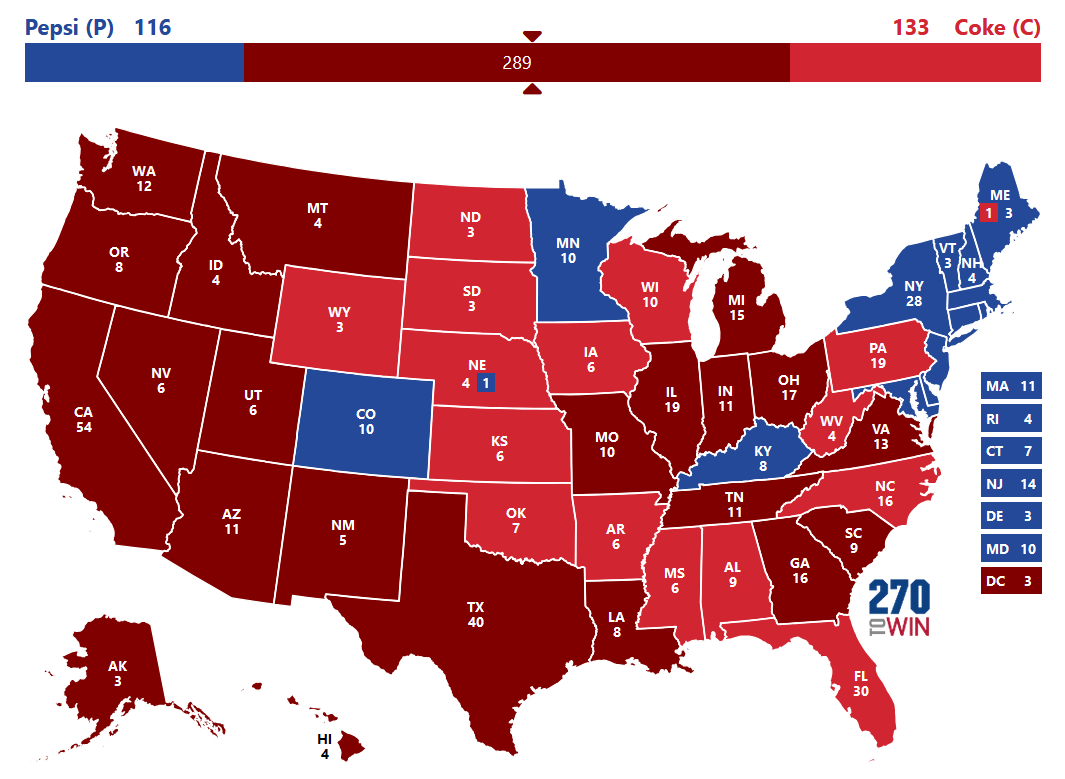 Pepsi (P) 116
133 Coke (C)
289
WA
12
MT
4
ND
3
MN
10
ME
1 3
OR
8
ID
4
VT
3
NH
4
SD
3
WI
10
NY
28
WY
3
MI
15
PA
19
IA
6
NE
4 1
NV
6
UT
6
OH
17
IL
19
IN
11
MA 11
CO
10
CA
54
WV
4
VA
13
RI 4
MO
10
KS
6
KY
8
CT 7
NJ 14
NC
16
TN
11
AZ
11
NM
5
OK
7
AR
6
DE 3
SC
9
MD 10
GA
16
MS
6
AL
9
DC 3
TX
40
LA
8
270
TO
WIN
AK
3
FL
30
HI
4